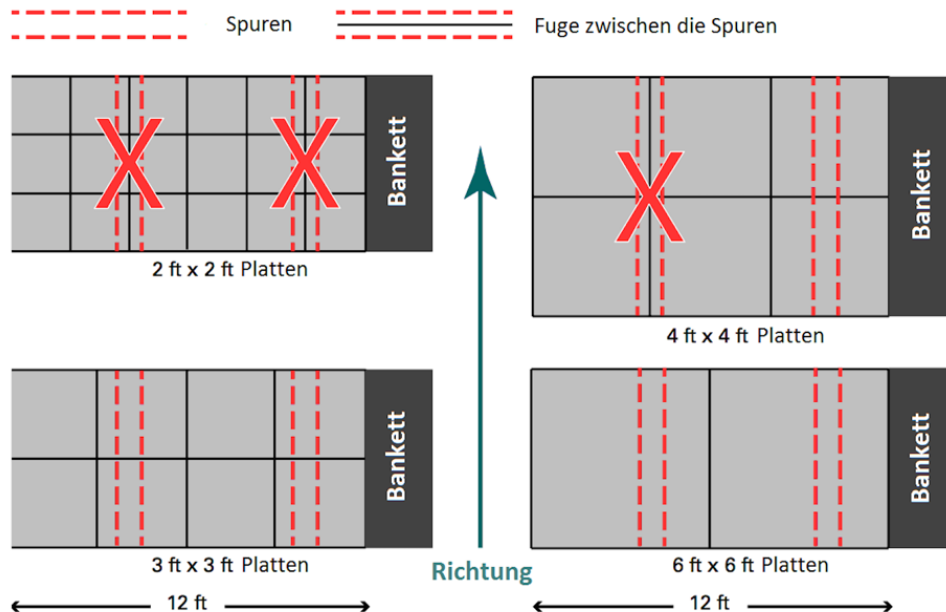 Spuren
Fuge zwischen die Spuren
Bankett
2 ft x 2 ft Platten
Bankett
4 ft x 4 ft Platten
Bankett
3 ft x 3 ft Platten
Richtung
Bankett
6 ft x 6 ft Platten
12 ft
12 ft